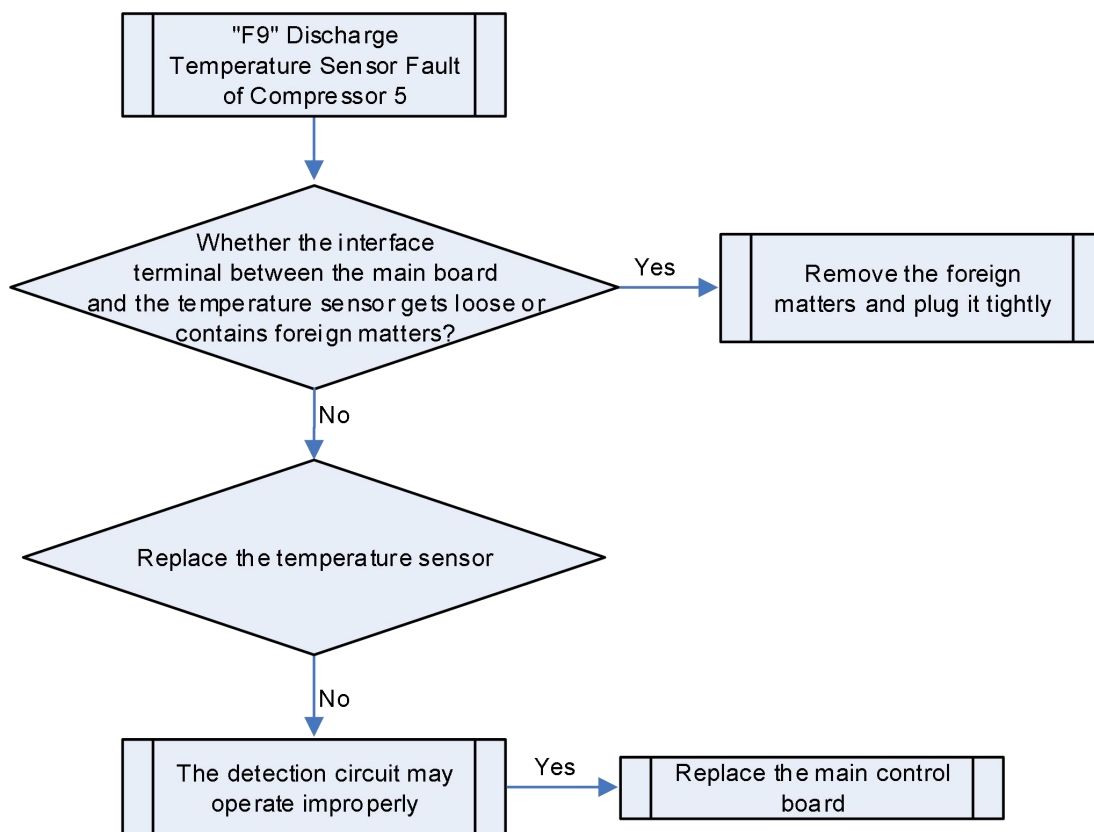 "F9" Discharge
Temperature Sensor Fault
of Compressor 5
Whether the interface
terminal between the main board
and the temperature sensor gets loose or
contains foreign matters?
Yes
Remove the foreign
matters and plug it tightly
No
Replace the temperature sensor
No
The detection circuit may
operate improperly
Yes
Replace the main control
board